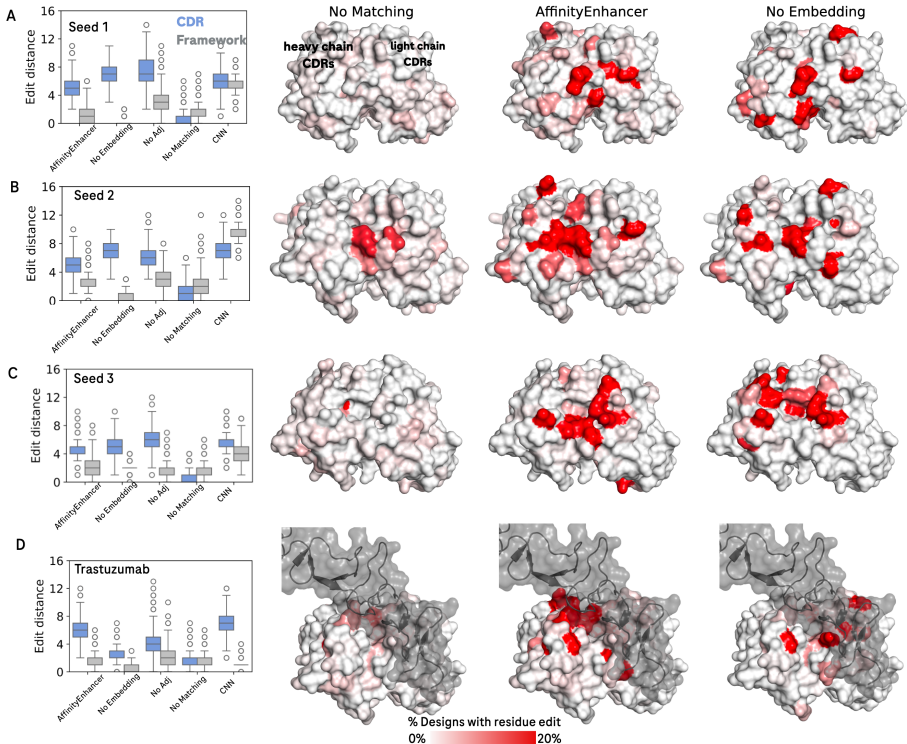 A
Seed 1
CDR
Framework
Edit distance
16
12
8
4
0
AffinityEnhancer
No Embedding
No Adj
No Matching
CNN
No Matching
AffinityEnhancer
No Embedding
heavy chain
CDRs
light chain
CDRs
B
Seed 2
Edit distance
16
12
8
4
0
AffinityEnhancer
No Embedding
No Adj
No Matching
CNN
C
Seed 3
Edit distance
16
12
8
4
0
AffinityEnhancer
No Embedding
No Adj
No Matching
CNN
D
Trastuzumab
Edit distance
16
12
8
4
0
AffinityEnhancer
No Embedding
No Adj
No Matching
CNN
% Designs with residue edit
0% 20%